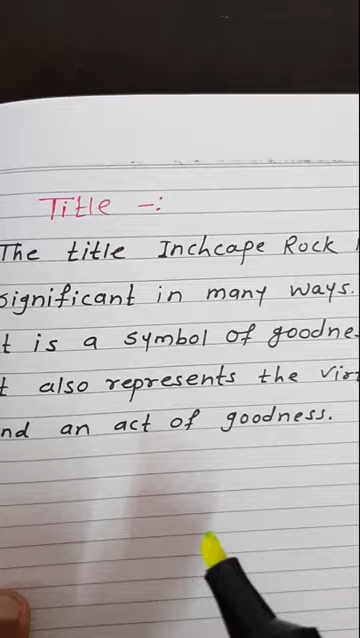 Title -:
The title Inchcape Rock
significant in many ways.
t is a symbol of goodne
t also represents the vir
nd an act of goodness.